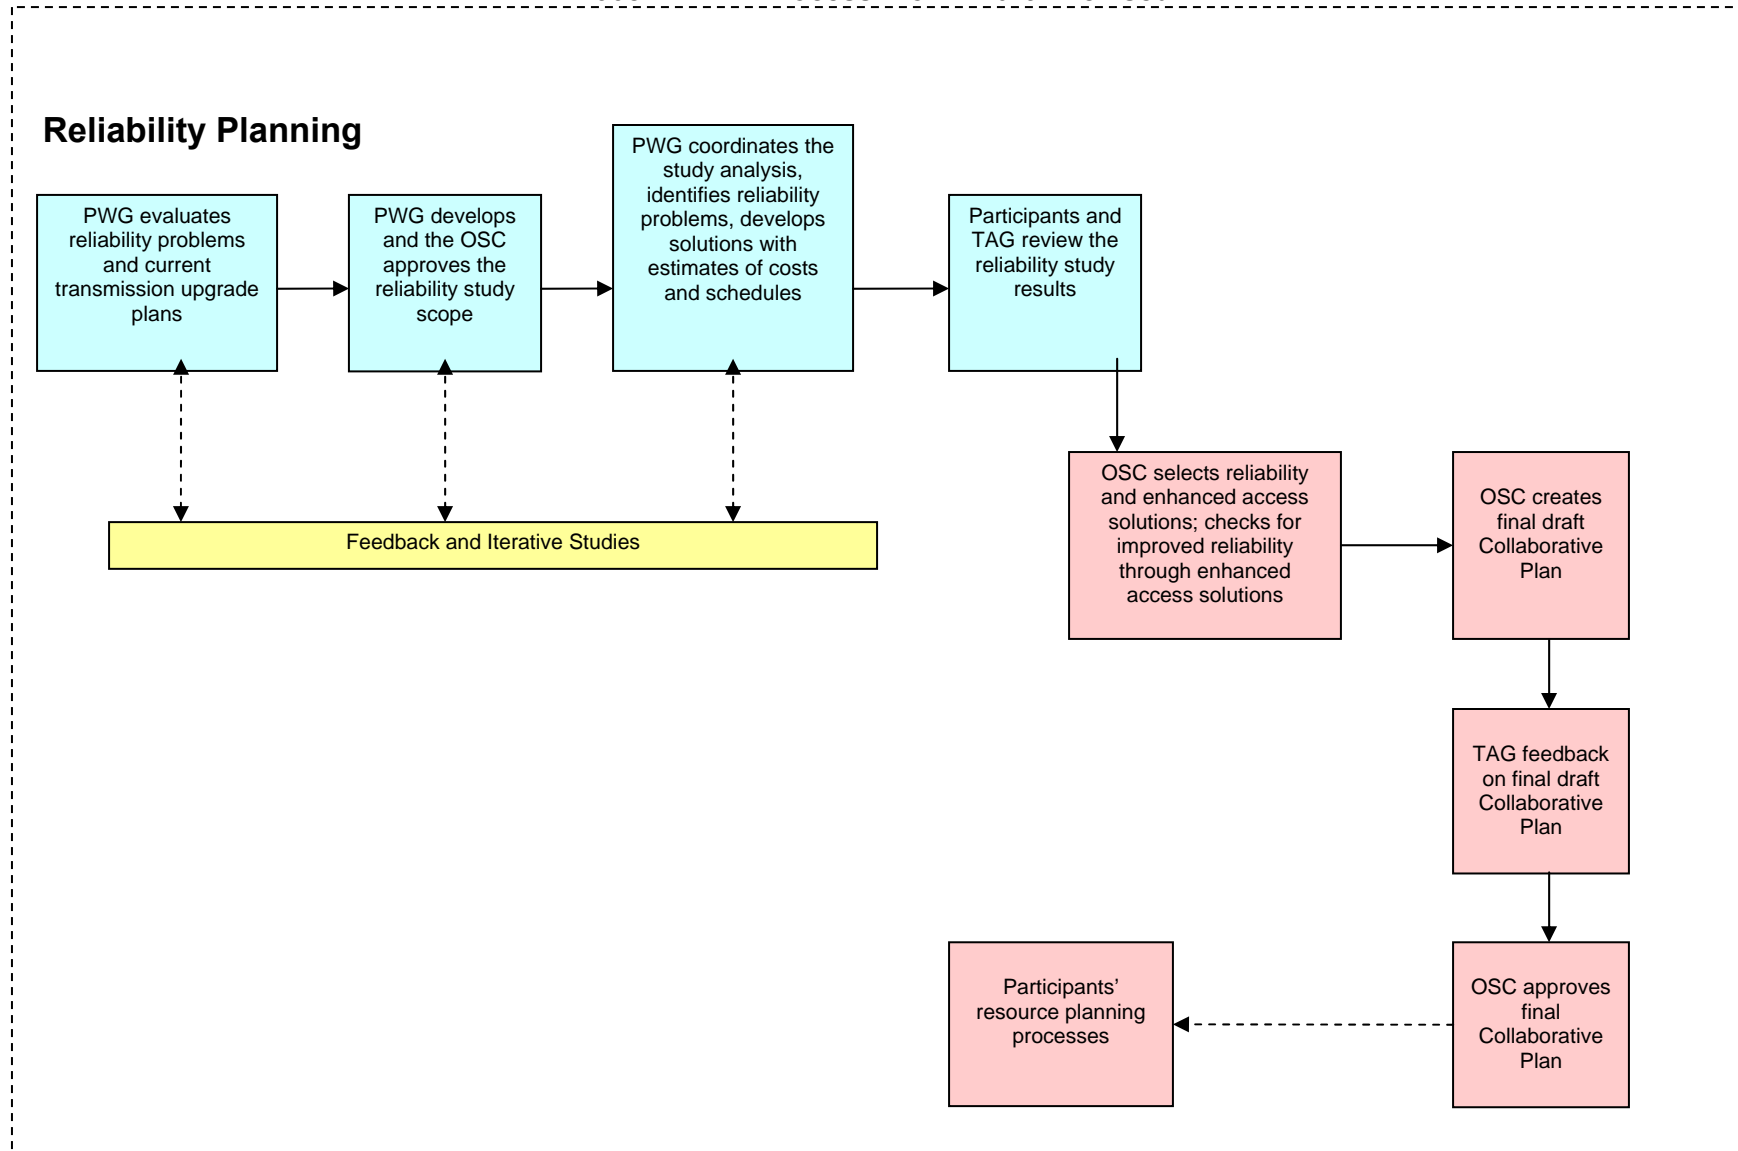 Reliability Planning
PWG evaluates
reliability problems
and current
transmission upgrade
plans
PWG develops
and the OSC
approves the
reliability study
scope
PWG coordinates the
study analysis,
identifies reliability
problems, develops
solutions with
estimates of costs
and schedules
Participants and
TAG review the
reliability study
results
Feedback and Iterative Studies
OSC selects reliability
and enhanced access
solutions; checks for
improved reliability
through enhanced
access solutions
OSC creates
final draft
Collaborative
Plan
TAG feedback
on final draft
Collaborative
Plan
Participants’
resource planning
processes
OSC approves
final
Collaborative
Plan